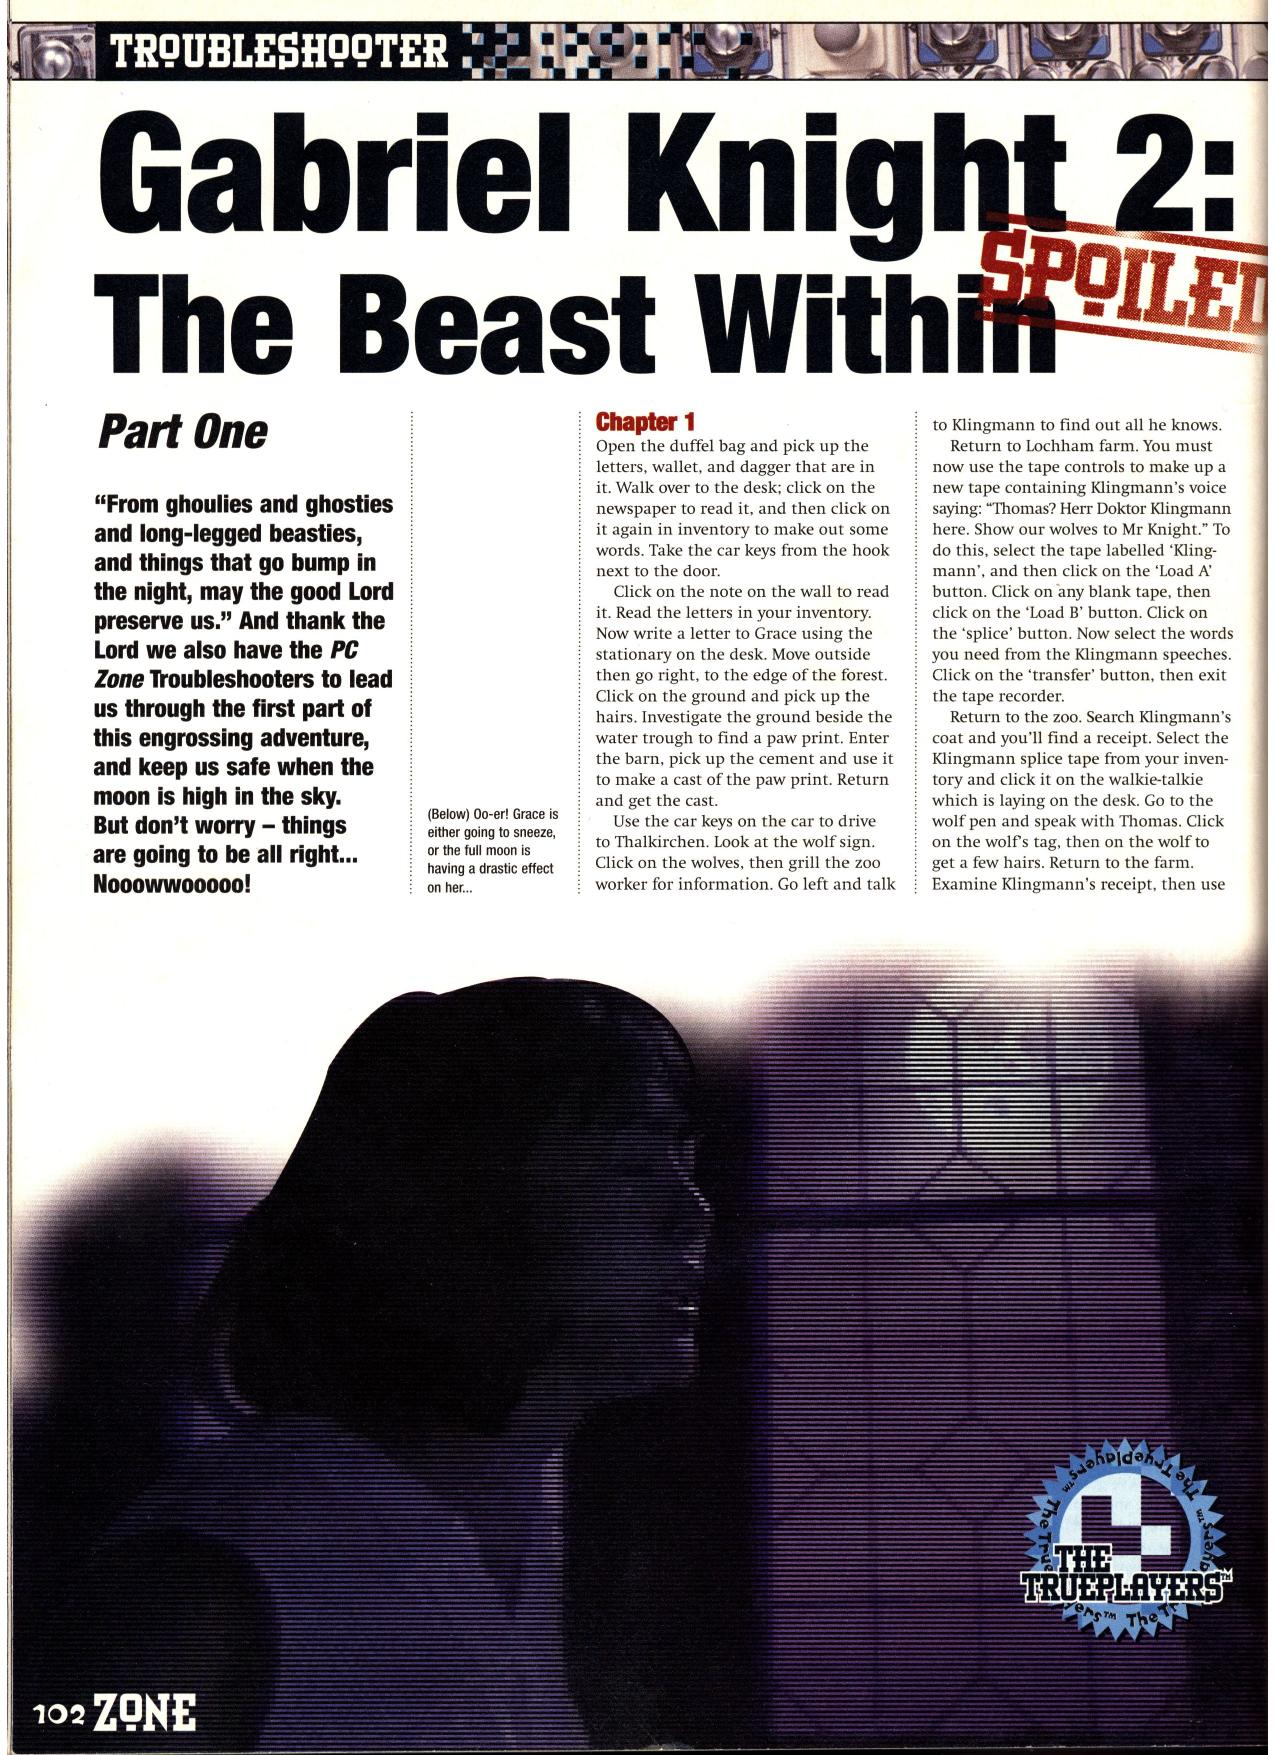 TROUBLESHOOTER
Gabriel Knight 2:
The Beast Within
SPOILED
Part One
“From ghoulies and ghosties
and long-legged beasties,
and things that go bump in
the night, may the good Lord
preserve us.” And thank the
Lord we also have the PC
Zone Troubleshooters to lead
us through the first part of
this engrossing adventure,
and keep us safe when the
moon is high in the sky.
But don’t worry – things
are going to be all right...
Nooowwooooo!
(Below) Oo-er! Grace is
either going to sneeze,
or the full moon is
having a drastic effect
on her...
Chapter 1
Open the duffel bag and pick up the
letters, wallet, and dagger that are in
it. Walk over to the desk; click on the
newspaper to read it, and then click on
it again in inventory to make out some
words. Take the car keys from the hook
next to the door.
Click on the note on the wall to read
it. Read the letters in your inventory.
Now write a letter to Grace using the
stationary on the desk. Move outside
then go right, to the edge of the forest.
Click on the ground and pick up the
hairs. Investigate the ground beside the
water trough to find a paw print. Enter
the barn, pick up the cement and use it
to make a cast of the paw print. Return
and get the cast.
Use the car keys on the car to drive
to Thalkirchen. Look at the wolf sign.
Click on the wolves, then grill the zoo
worker for information. Go left and talk
to Klingmann to find out all he knows.
Return to Lochham farm. You must
now use the tape controls to make up a
new tape containing Klingmann’s voice
saying: “Thomas? Herr Doktor Klingmann
here. Show our wolves to Mr Knight.” To
do this, select the tape labelled ‘Kling-
mann’, and then click on the ‘Load A’
button. Click on any blank tape, then
click on the ‘Load B’ button. Click on
the ‘splice’ button. Now select the words
you need from the Klingmann speeches.
Click on the ‘transfer’ button, then exit
the tape recorder.
Return to the zoo. Search Klingmann’s
coat and you’ll find a receipt. Select the
Klingmann splice tape from your inven-
tory and click it on the walkie-talkie
which is laying on the desk. Go to the
wolf pen and speak with Thomas. Click
on the wolf’s tag, then on the wolf to
get a few hairs. Return to the farm.
Examine Klingmann’s receipt, then use
The TruePlayers™ The TruePlayers™
THE
TRUEPLAYERS™
102 ZONE